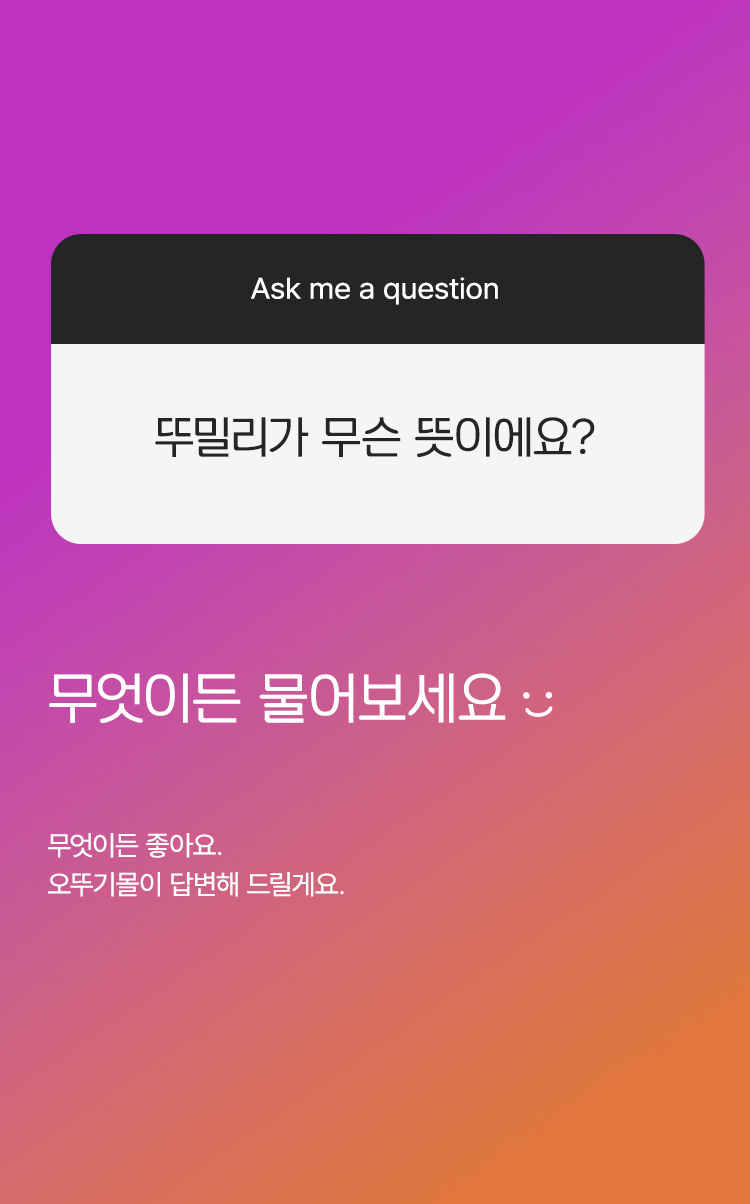 Ask me a question
뚜밀리가 무슨 뜻이에요?
무엇이든 물어보세요
무엇이든 좋아요.
오뚜기몰이 답변해 드릴게요.